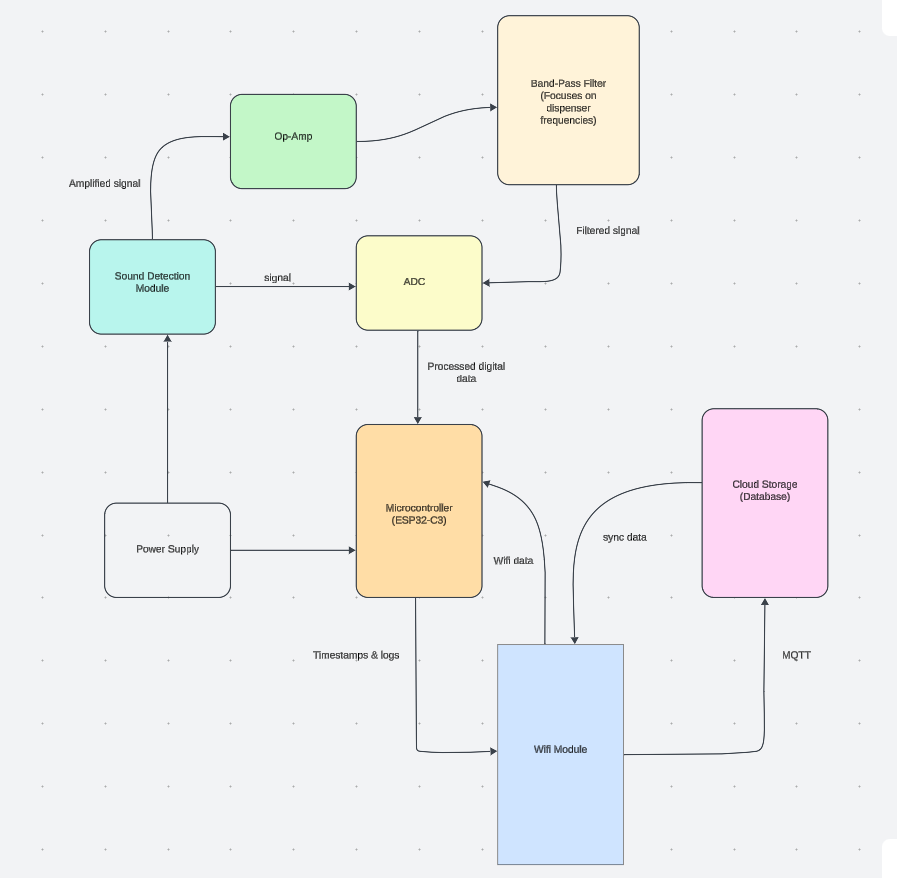 Band-Pass Filter
(Focuses on
dispenser
frequencies)
Op-Amp
Amplified signal
Filtered signal
Sound Detection
Module
signal
ADC
Processed digital
data
Cloud Storage
(Database)
Microcontroller
(ESP32-C3)
Power Supply
sync data
Wifi data
Timestamps & logs
MQTT
Wifi Module